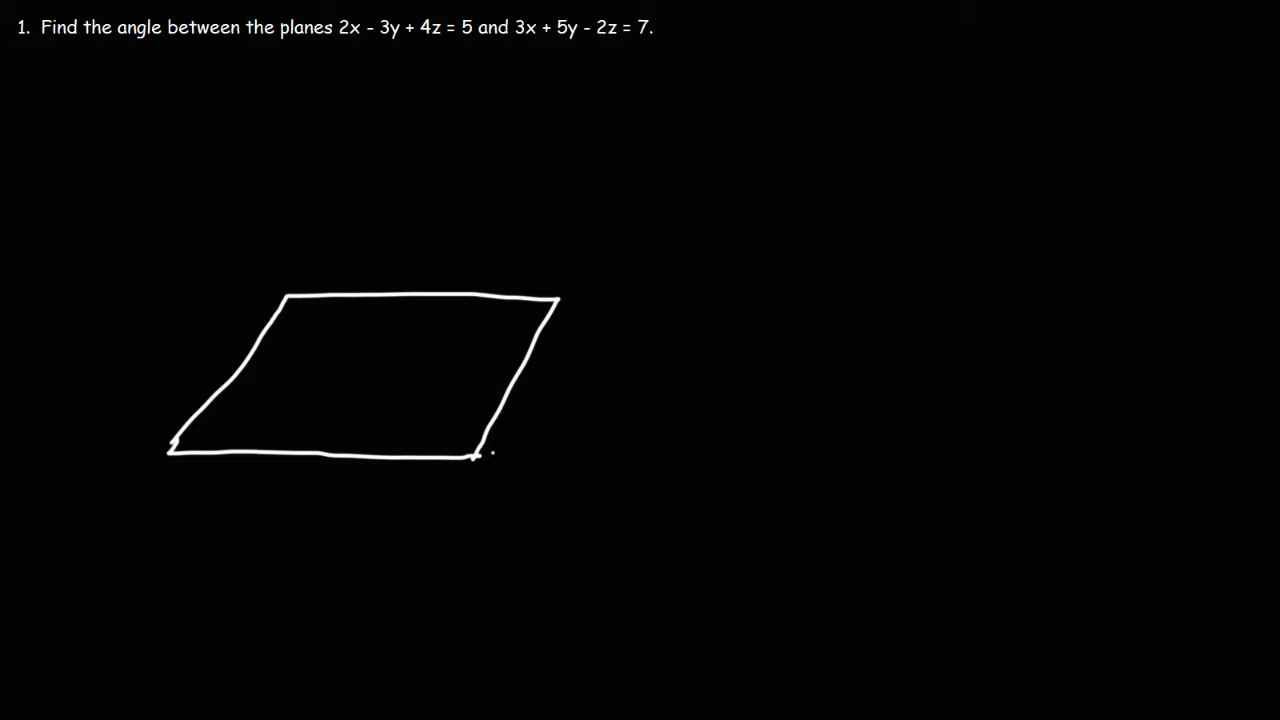 1. Find the angle between the planes 2x - 3y + 4z = 5 and 3x + 5y - 2z = 7.